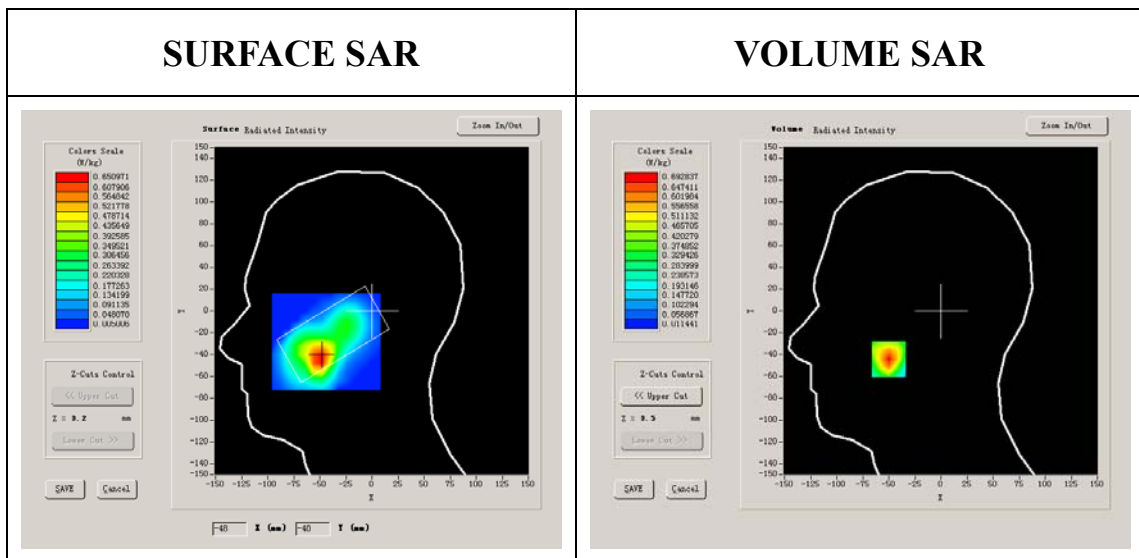 SURFACE SAR
VOLUME SAR
Surface Radiated Intensity
Zoom In/Out
Colors Scale
(W/kg)
0.650971
0.607906
0.564842
0.521778
0.478714
0.435649
0.392585
0.349521
0.306456
0.263392
0.220328
0.177263
0.134199
0.091135
0.048070
0.005006
150
140
120
100
80
60
40
20
0
-20
-40
-60
-80
-100
-120
-140
-150
Y
-150 -125 -100 -75 -50 -25 0 25 50 75 100 125 150
X
Z-Cuts Control
<< Upper Cut
mm
Lower Cut >>
SAVE Cancel
-48 X (mm) -40 Y (mm)
Volume Radiated Intensity
Zoom In/Out
Colors Scale
(W/kg)
0.692837
0.647411
0.601984
0.556558
0.511132
0.465705
0.420279
0.374852
0.329426
0.283999
0.238573
0.193146
0.147720
0.102294
0.056867
0.011441
150
140
120
100
80
60
40
20
0
-20
-40
-60
-80
-100
-120
-140
-150
Y
-150 -125 -100 -75 -50 -25 0 25 50 75 100 125 150
X
Z-Cuts Control
<< Upper Cut
mm
Lower Cut >>
SAVE Cancel